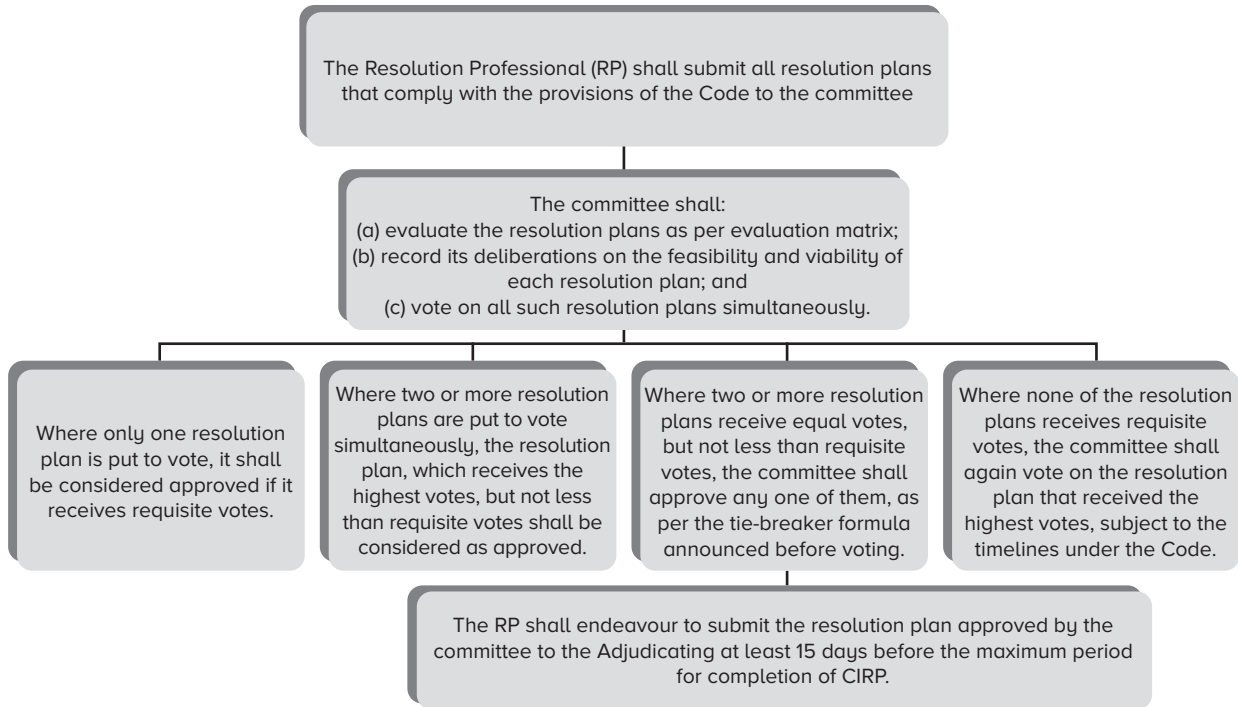 The Resolution Professional (RP) shall submit all resolution plans
that comply with the provisions of the Code to the committee
The committee shall:
(a) evaluate the resolution plans as per evaluation matrix;
(b) record its deliberations on the feasibility and viability of
each resolution plan; and
(c) vote on all such resolution plans simultaneously.
Where only one resolution
plan is put to vote, it shall
be considered approved if it
receives requisite votes.
Where two or more resolution
plans are put to vote
simultaneously, the resolution
plan, which receives the
highest votes, but not less
than requisite votes shall be
considered as approved.
Where two or more resolution
plans receive equal votes,
but not less than requisite
votes, the committee shall
approve any one of them, as
per the tie-breaker formula
announced before voting.
Where none of the resolution
plans receives requisite
votes, the committee shall
again vote on the resolution
plan that received the
highest votes, subject to the
timelines under the Code.
The RP shall endeavour to submit the resolution plan approved by the
committee to the Adjudicating at least 15 days before the maximum period
for completion of CIRP.